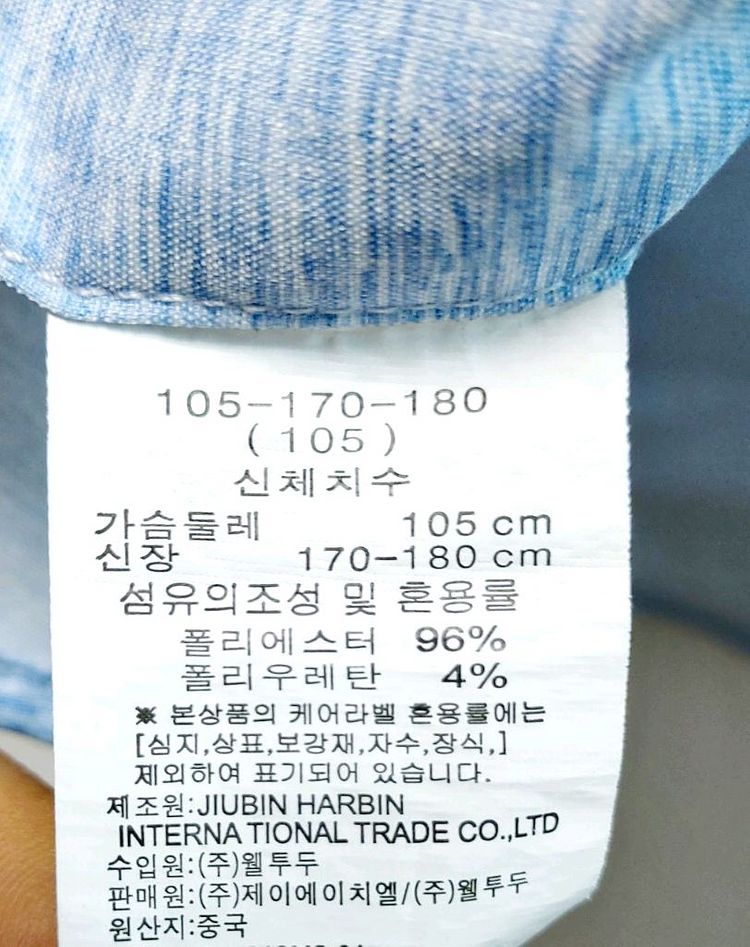 105-170-180
(105)
신체치수
가슴둘레 105 cm
신장 170-180 cm
섬유의조성 및 혼용률
폴리에스터 96%
폴리우레탄 4%
※ 본상품의 케어라벨 혼용률에는
[심지,상표,보강재,자수,장식,]
제외하여 표기되어 있습니다.
제조원:JIUBIN HARBIN
INTERNA TIONAL TRADE CO.,LTD
수입원:(주)웰투두
판매원:(주)제이에이치엘/(주)웰투두
원산지:중국